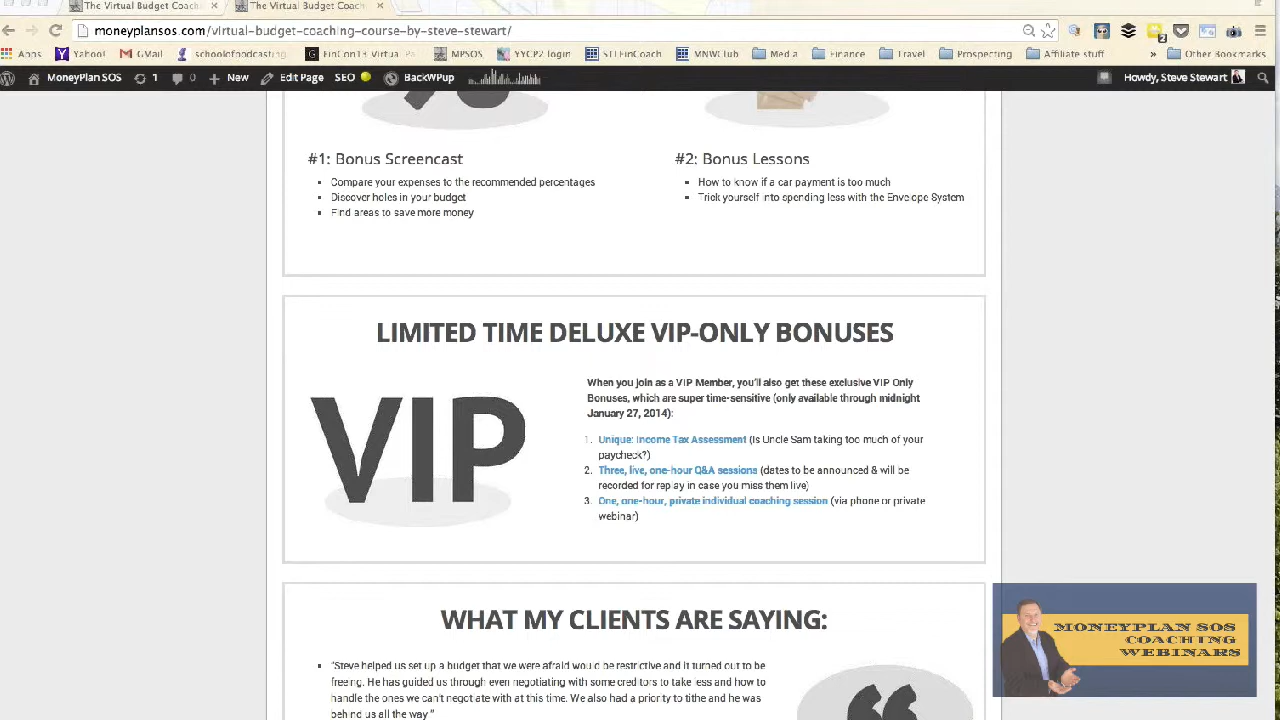 The Virtual Budget Coach
The Virtual Budget Coach
moneyplansos.com/virtual-budget-coaching-course-by-steve-stewart/
Apps Yahoo! GMail schoolnfoodcating FinCon13 Virtual Pa MPOS YYCP2 login STLFinCoach MNWClub Media Finance Travel Prospecting Affiliate stuff » Other Bookmarks
MoneyPlan SOS 1 0 New Edit Page SEO BackWPup Howdy, Steve Stewart
#1: Bonus Screencast
Compare your expenses to the recommended percentages
Discover holes in your budget
Find areas to save more money
#2: Bonus Lessons
How to know if a car payment is too much
Trick yourself into spending less with the Envelope System
LIMITED TIME DELUXE VIP-ONLY BONUSES
VIP
When you join as a VIP Member, you'll also get these exclusive VIP Only
Bonuses, which are super time-sensitive (only available through midnight
January 27, 2014):
1. Unique: Income Tax Assessment (Is Uncle Sam taking too much of your
paycheck?)
2. Three, live, one-hour Q&A sessions (dates to be announced & will be
recorded for replay in case you miss them live)
3. One, one-hour, private individual coaching session (via phone or private
webinar)
WHAT MY CLIENTS ARE SAYING:
"Steve helped us set up a budget that we were afraid would be restrictive and it turned out to be
freeing. He has guided us through even negotiating with some creditors to take less and how to
handle the ones we can't negotiate with at this time. We also had a priority to tithe and he was
behind us all the way."
MONEYPLAN SOS
COACHING
WEBINARS